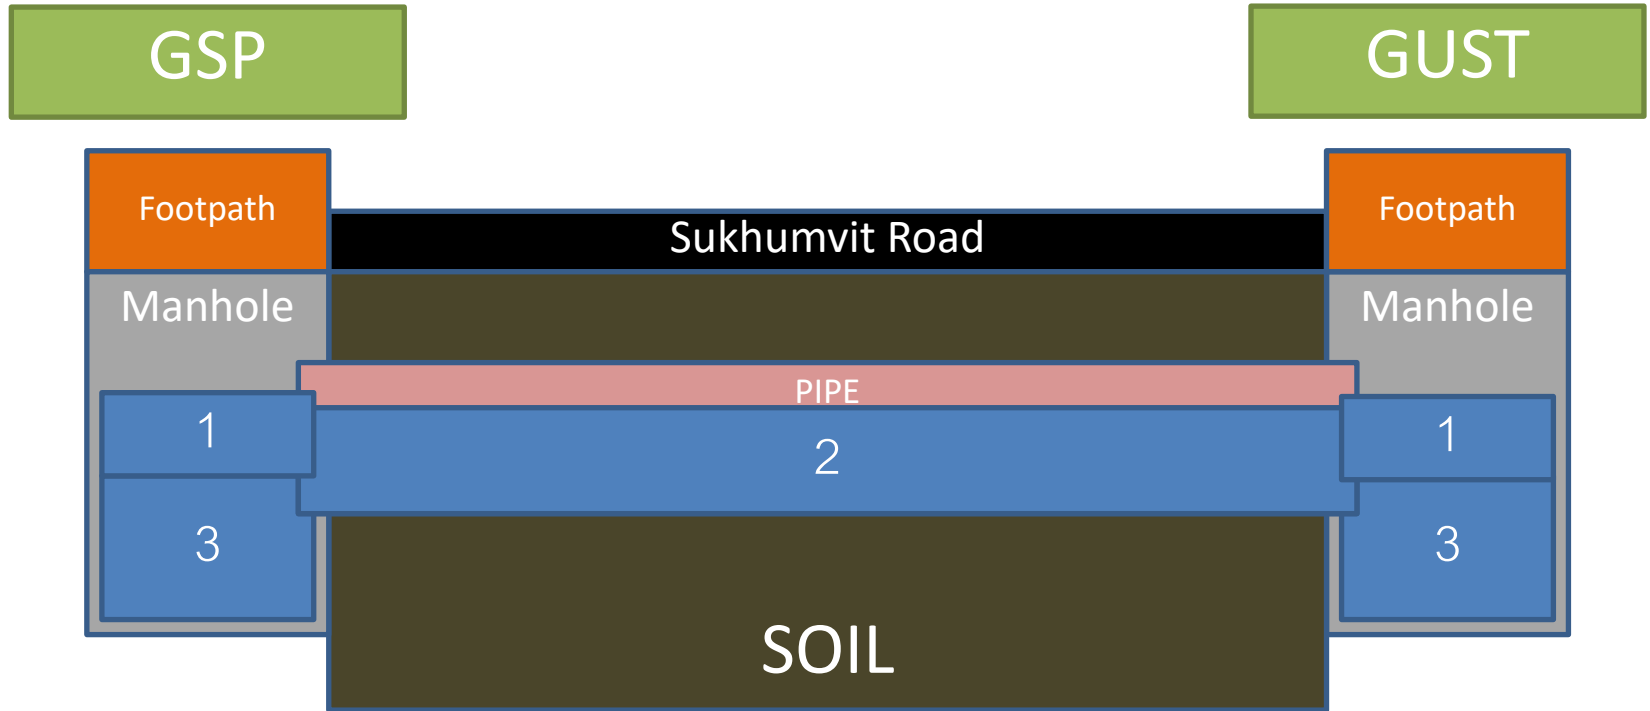 GSP
GUST
Footpath
Footpath
Sukhumvit Road
Manhole
Manhole
PIPE
1
2
1
3
3
SOIL